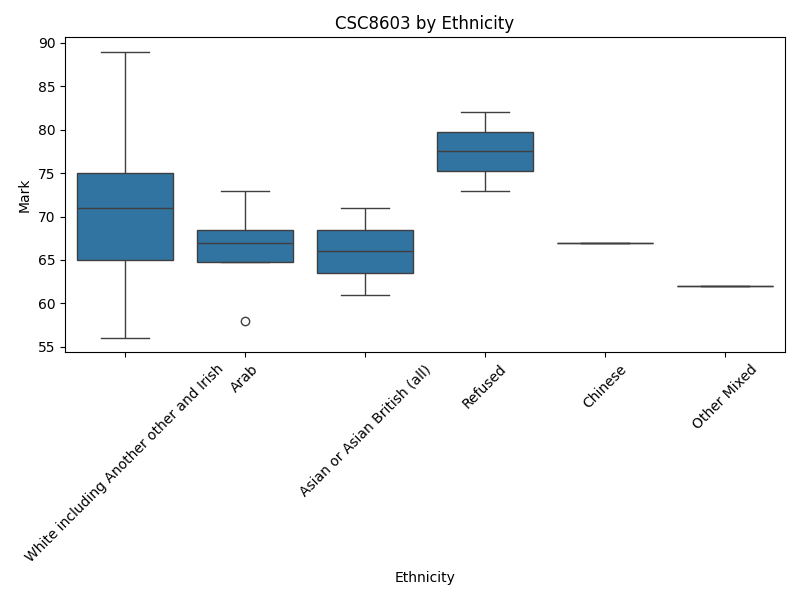 CSC8603 by Ethnicity
90
85
80
75
70
65
60
55
Mark
White including Another other and Irish
Arab
Asian or Asian British (all)
Refused
Chinese
Other Mixed
Ethnicity